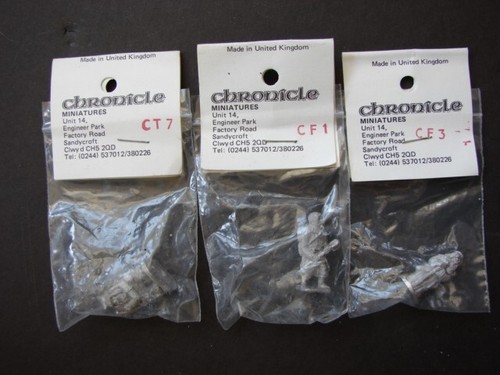 Made in United Kingdom
chronicle
MINIATURES
Unit 14,
Engineer Park
Factory Road
Sandycroft
Clwyd CH5 2QD
Tel: (0244) 537012/380226
CT7
Made in United Kingdom
chronicle
MINIATURES
Unit 14,
Engineer Park
Factory Road
Sandycroft
Clwyd CH5 2QD
Tel: (0244) 537012/380226
CF1
Made in United Kingdom
chronicle
MINIATURES
Unit 14,
Engineer Park
Factory Road
Sandycroft
Clwyd CH5 2QD
Tel: (0244) 537012/380226
CF3